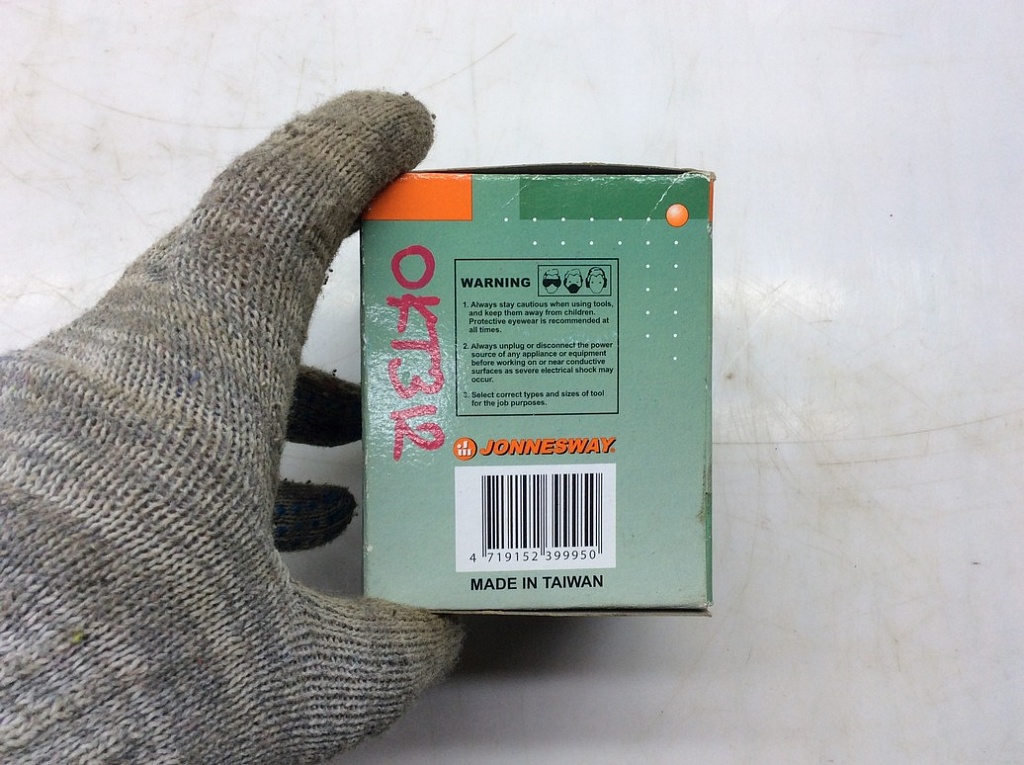 OKT312
WARNING
1. Always stay cautious when using tools,
and keep them away from children.
Protective eyewear is recommended at
all times.
2. Always unplug or disconnect the power
source of any appliance or equipment
before working on or near conductive
surfaces as severe electrical shock may
occur.
3. Select correct types and sizes of tool
for the job purposes.
JONNESWAY®
4 719152 399950
MADE IN TAIWAN